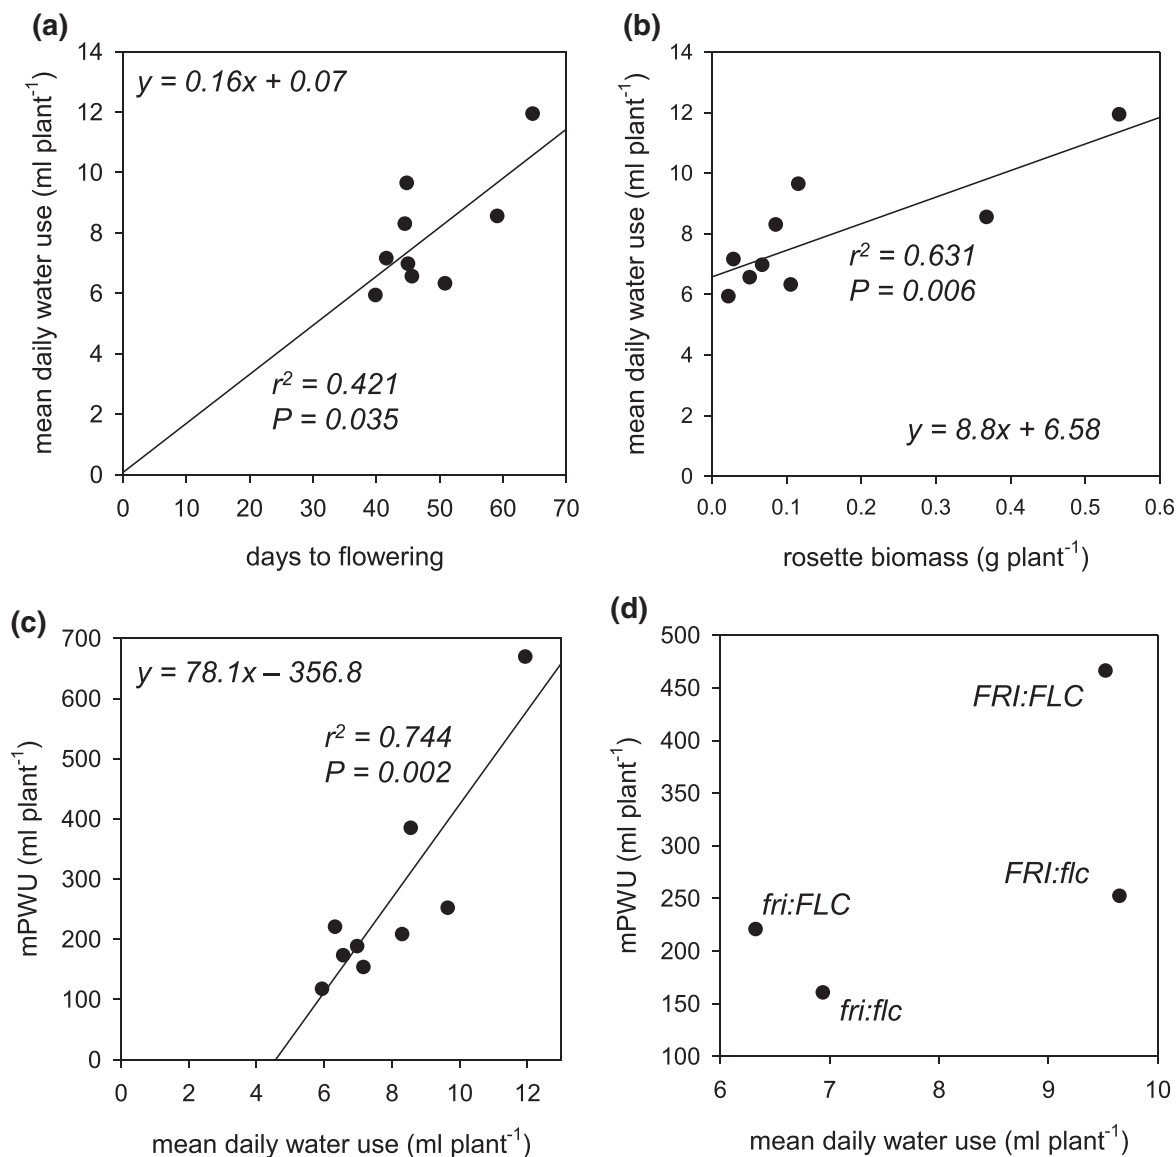 (a)
14
12
10
8
6
4
2
0
mean daily water use (ml plant⁻¹)
y = 0.16x + 0.07
r² = 0.421
P = 0.035
0 10 20 30 40 50 60 70
days to flowering
(b)
14
12
10
8
6
4
2
0
mean daily water use (ml plant⁻¹)
r² = 0.631
P = 0.006
y = 8.8x + 6.58
0.0 0.1 0.2 0.3 0.4 0.5 0.6
rosette biomass (g plant⁻¹)
(c)
700
600
500
400
300
200
100
0
mPWU (ml plant⁻¹)
y = 78.1x – 356.8
r² = 0.744
P = 0.002
0 2 4 6 8 10 12
mean daily water use (ml plant⁻¹)
(d)
500
450
400
350
300
250
200
150
100
mPWU (ml plant⁻¹)
FRI:FLC
FRI:flc
fri:FLC
fri:flc
6 7 8 9 10
mean daily water use (ml plant⁻¹)